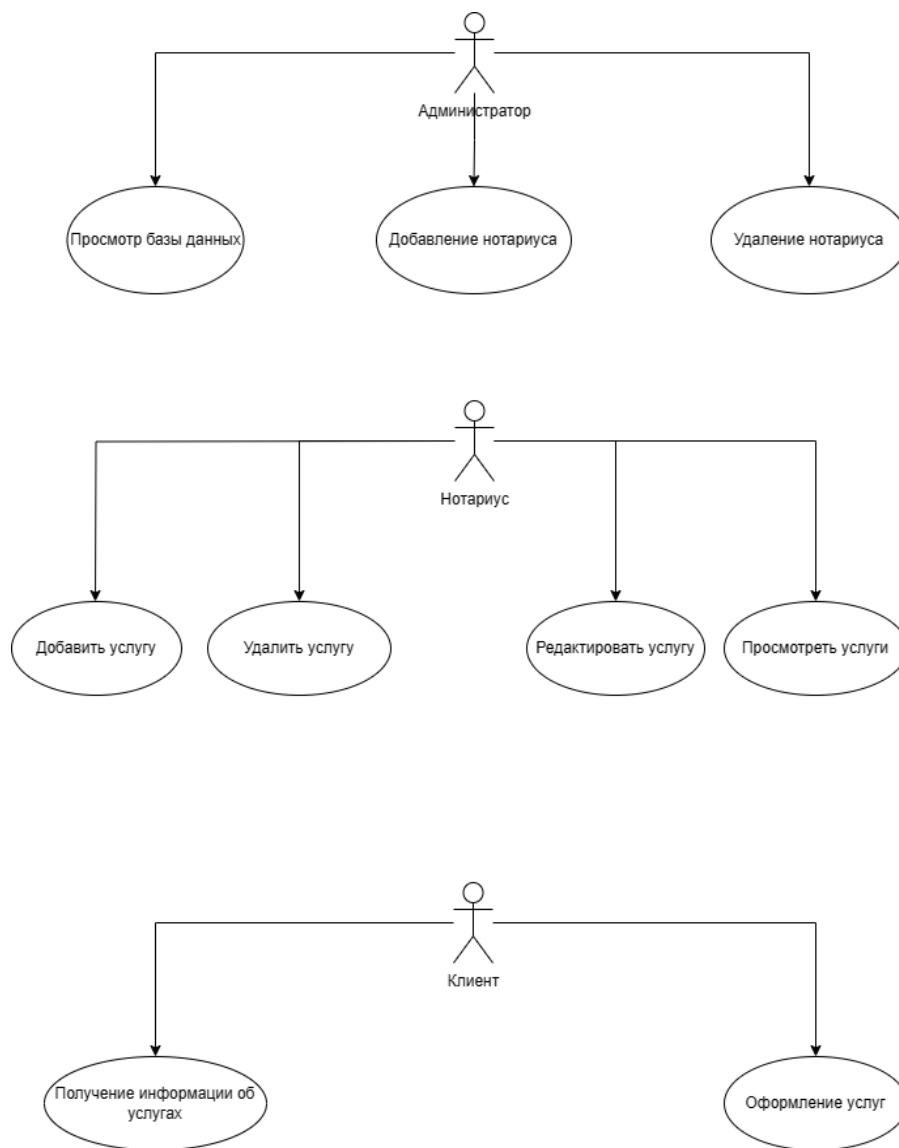 Администратор
Просмотр базы данных
Добавление нотариуса
Удаление нотариуса
Нотариус
Добавить услугу
Удалить услугу
Редактировать услугу
Просмотреть услуги
Клиент
Получение информации об
услугах
Оформление услуг